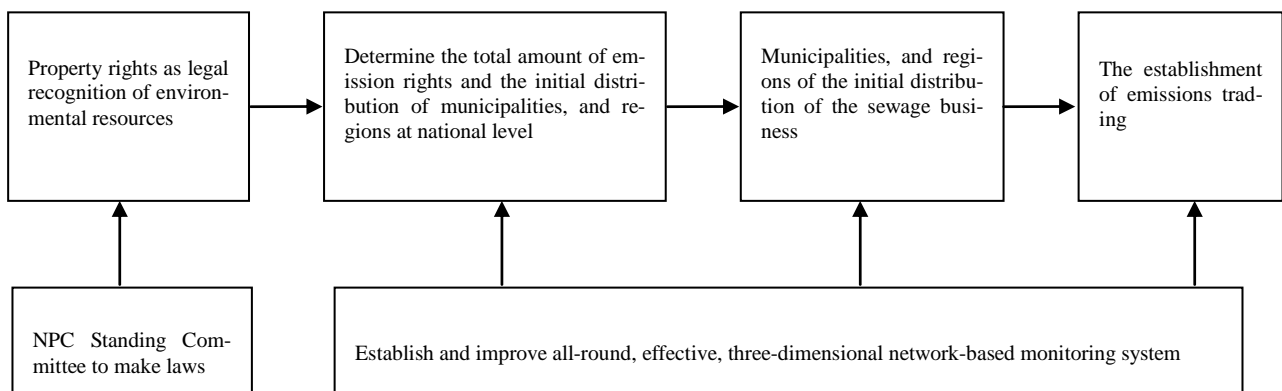 Property rights as legal
recognition of environ-
mental resources
Determine the total amount of em-
ission rights and the initial distri-
bution of municipalities, and re-
gions at national level
Municipalities, and regi-
ons of the initial distribu-
tion of the sewage busi-
ness
The establishment
of emissions trad-
ing
NPC Standing Com-
mittee to make laws
Establish and improve all-round, effective, three-dimensional network-based monitoring system